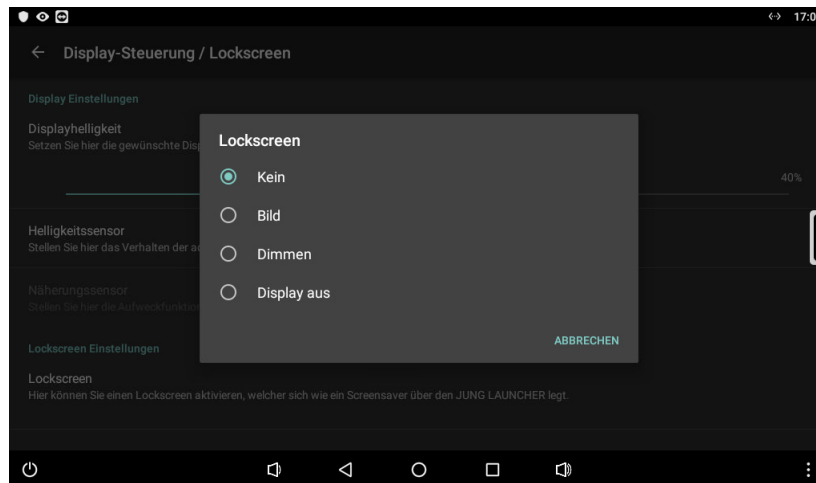 17:0
Display-Steuerung / Lockscreen
Display Einstellungen
Displayhelligkeit
Setzen Sie hier die gewünschte
40%
Lockscreen
Kein
Bild
Dimmen
Display aus
ABBRECHEN
Helligkeitssensor
Stellen Sie hier das Verhalten der
Näherungssensor
Stellen Sie hier die
Lockscreen Einstellungen
Lockscreen
Hier können Sie einen Lockscreen aktivieren, welcher sich wie ein Screensaver über den JUNG LAUNCHER legt.